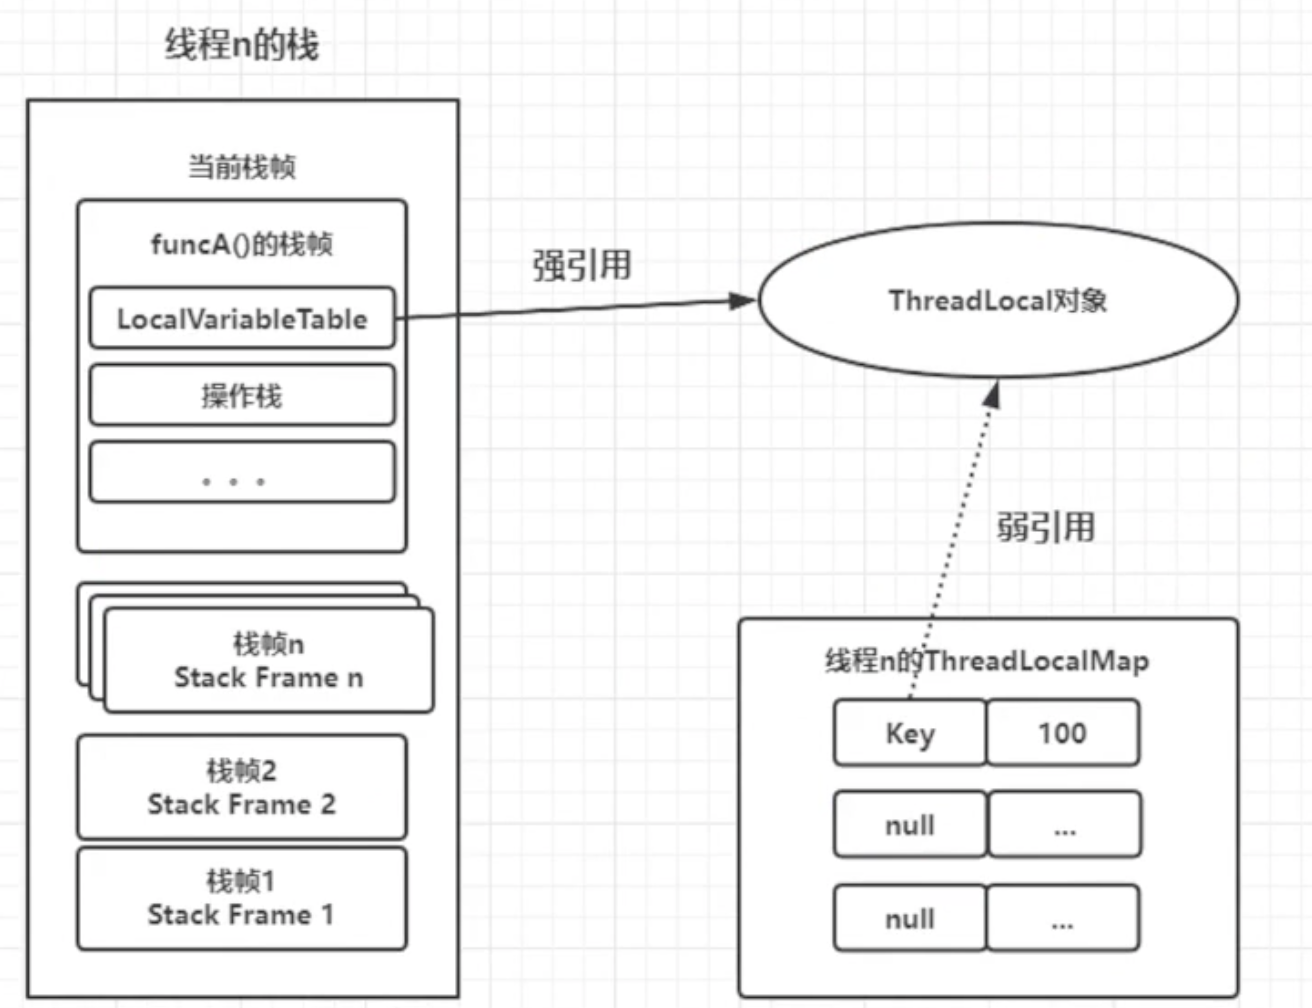 线程n的栈
当前栈帧
funcA()的栈帧
LocalVariableTable
操作栈
...
栈帧n
Stack Frame n
栈帧2
Stack Frame 2
栈帧1
Stack Frame 1
强引用
ThreadLocal对象
弱引用
线程n的ThreadLocalMap
Key 100
null ...
null ...